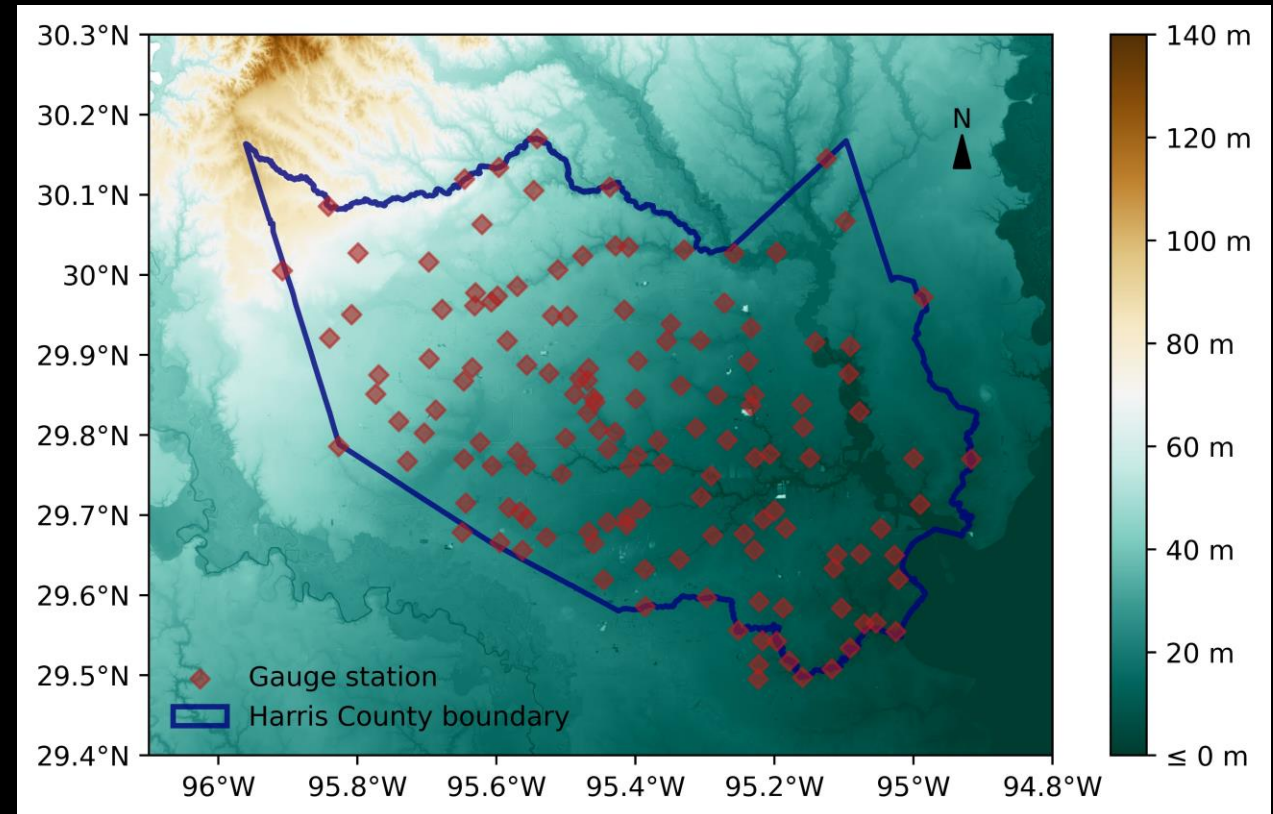 30.3°N
30.2°N
30.1°N
30°N
29.9°N
29.8°N
29.7°N
29.6°N
29.5°N
29.4°N
96°W
95.8°W
95.6°W
95.4°W
95.2°W
95°W
94.8°W
N
Gauge station
Harris County boundary
140 m
120 m
100 m
80 m
60 m
40 m
20 m
≤ 0 m